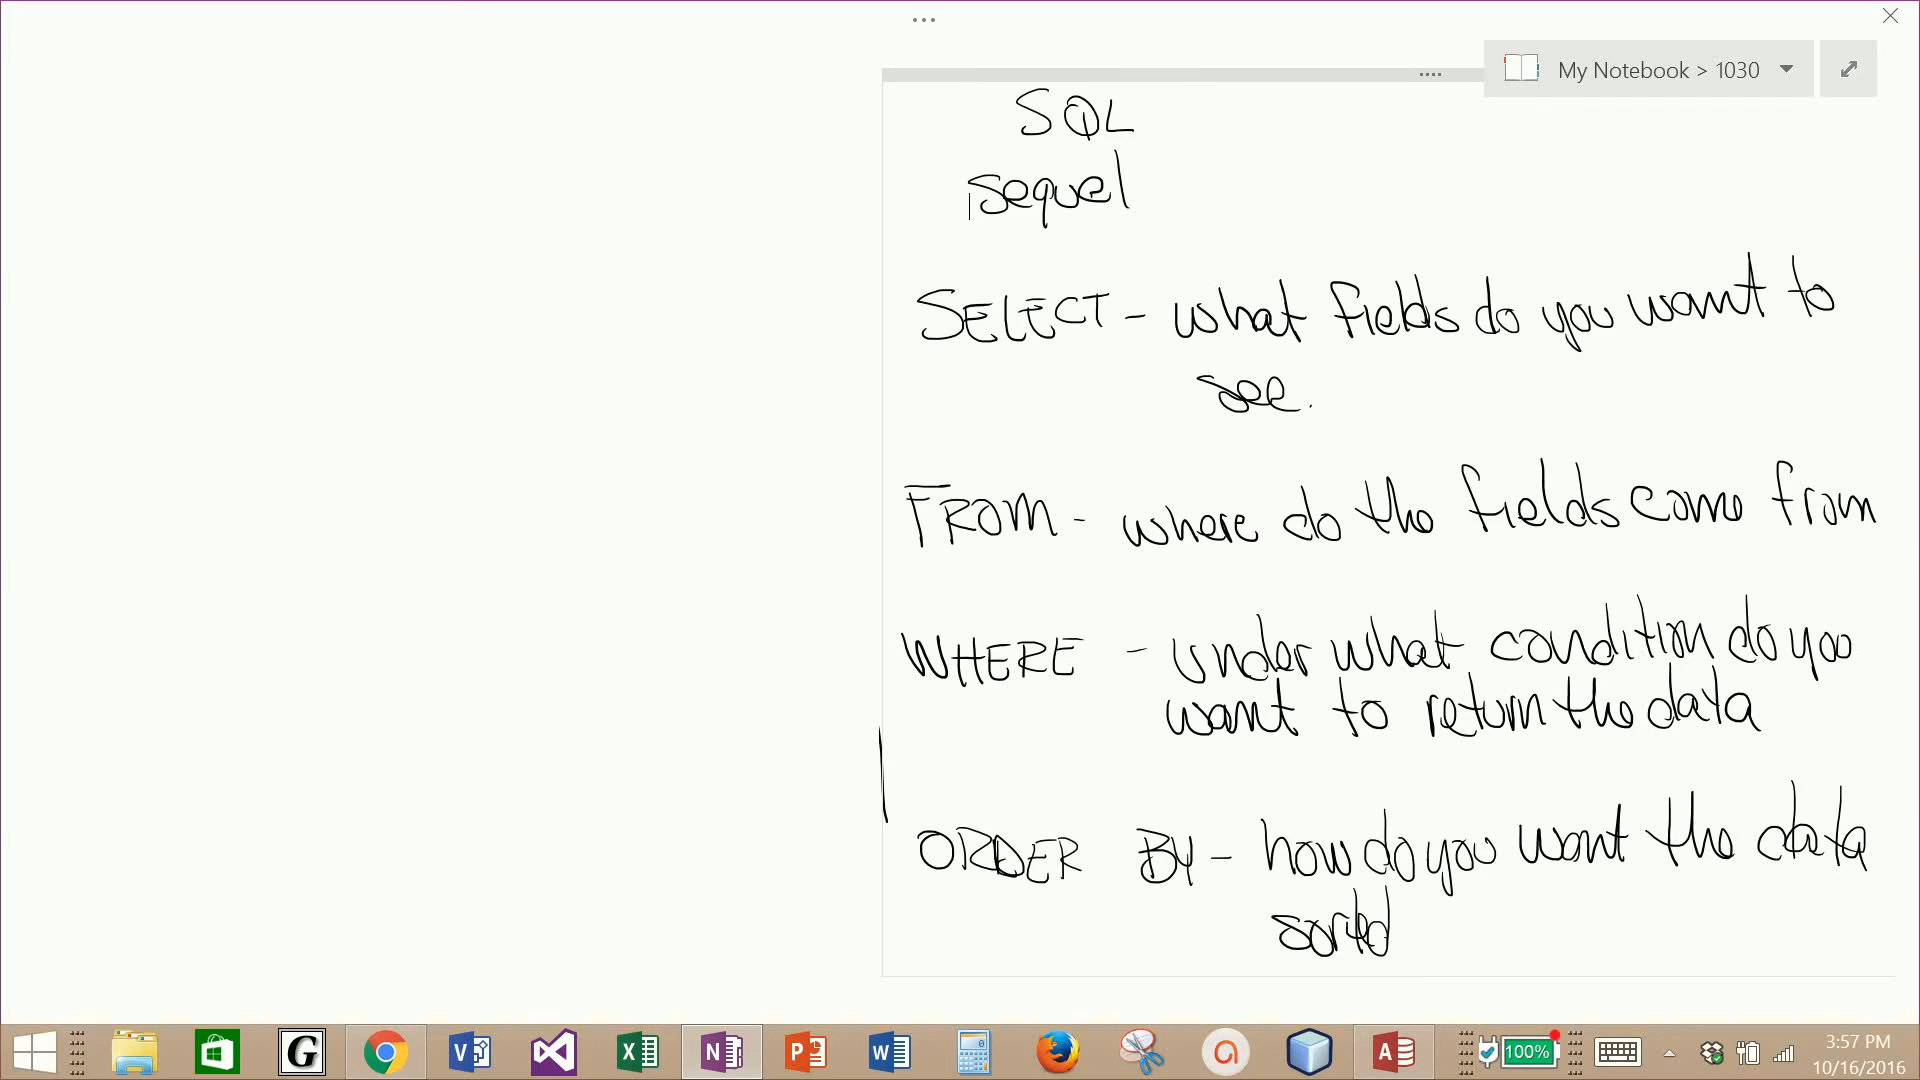 My Notebook > 1030
SQL
sequel
SELECT - what fields do you want to
see.
FROM - where do the fields come from
WHERE - under what condition do you
want to return the data
ORDER BY - how do you want the data
sorted
100%
3:57 PM
10/16/2016